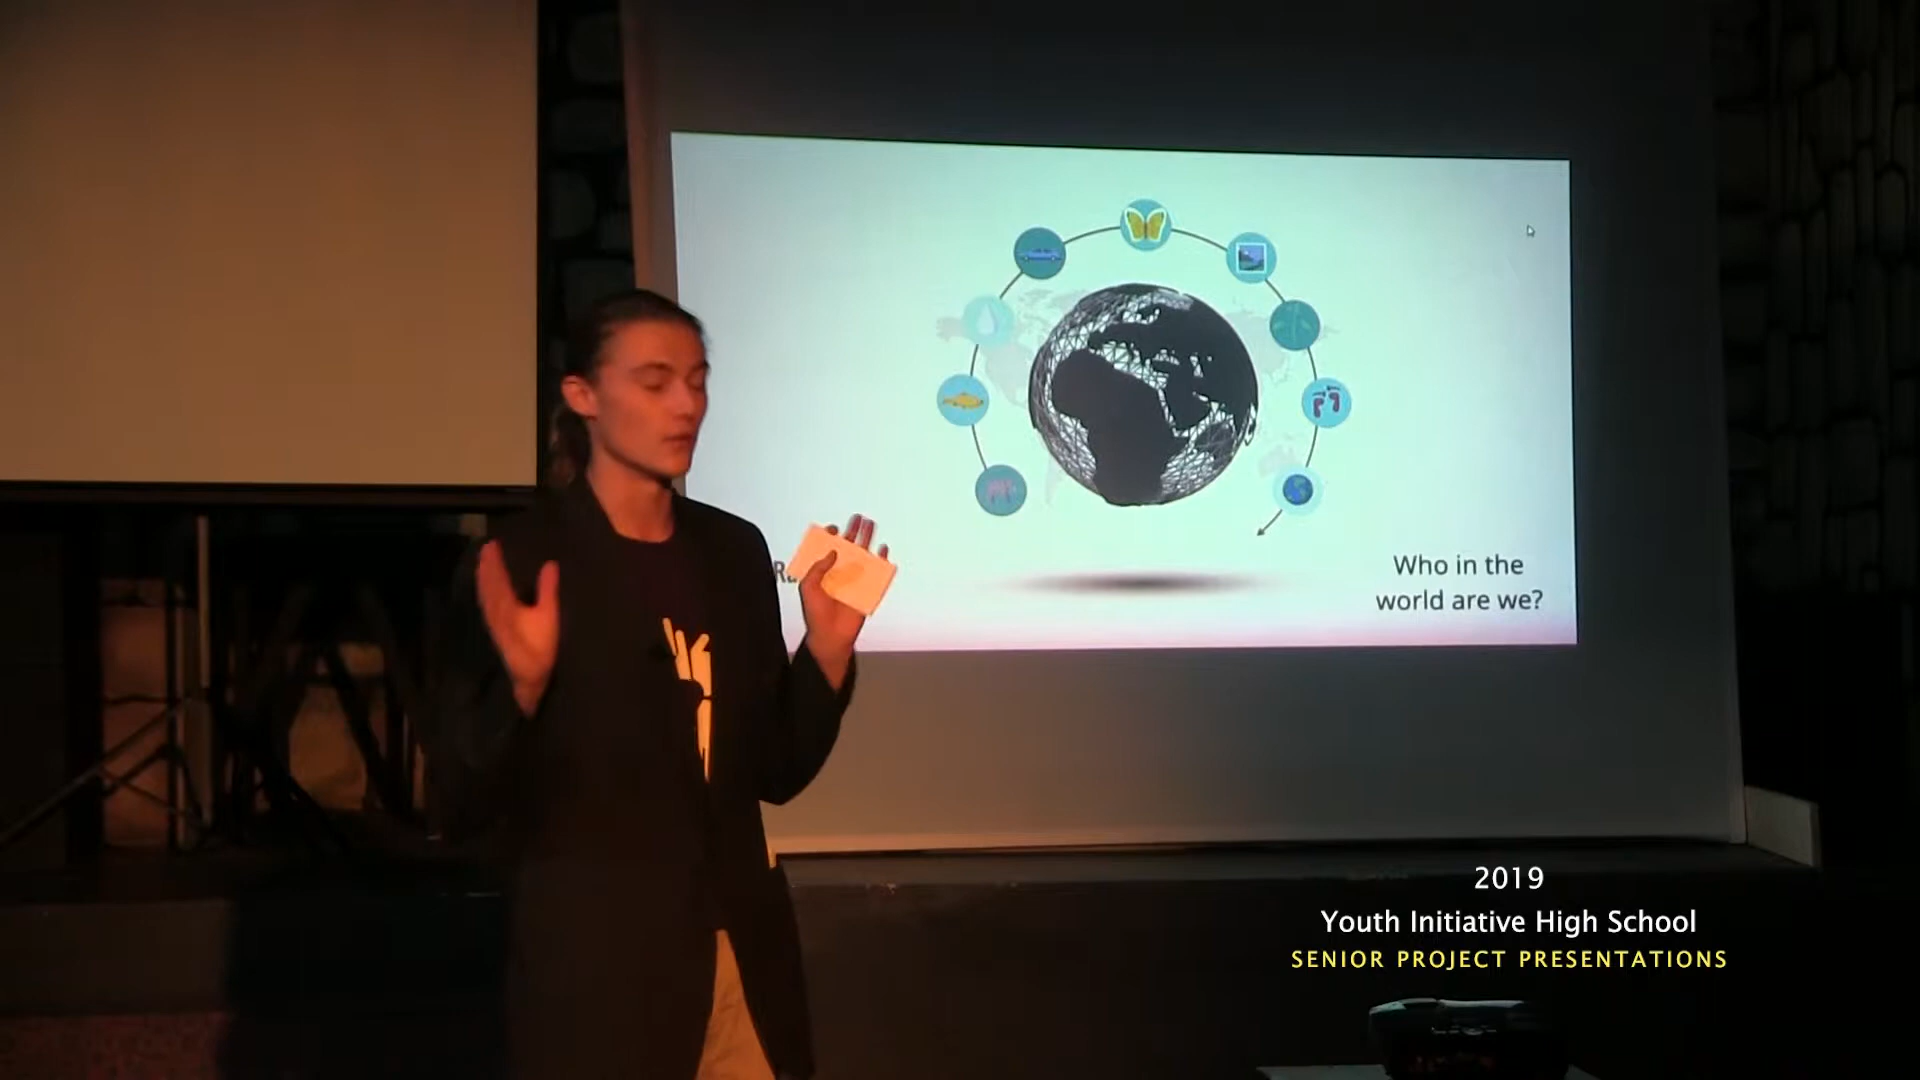 Who in the
world are we?
2019
Youth Initiative High School
SENIOR PROJECT PRESENTATIONS